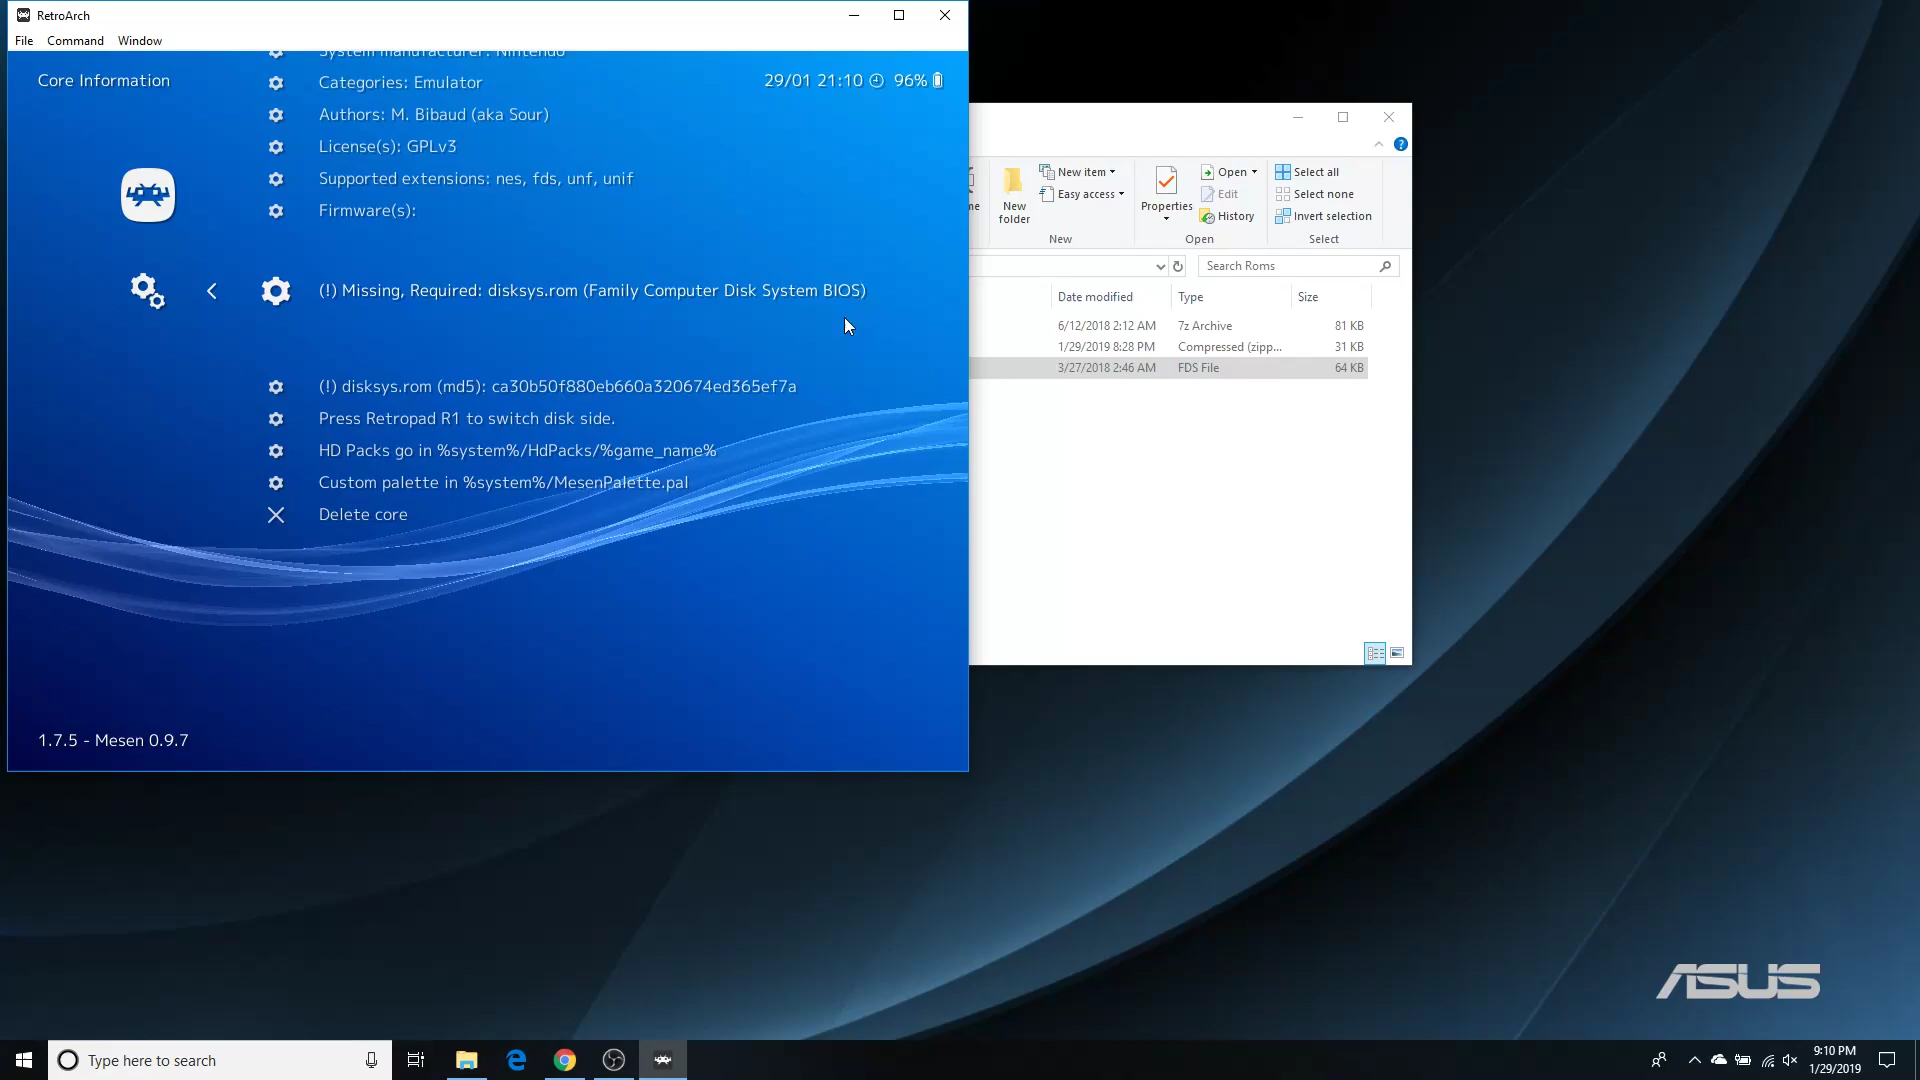 RetroArch
File Command Window
System manufacturer: Nintendo
Core Information
29/01 21:10 96%
Categories: Emulator
Authors: M. Bibaud (aka Sour)
License(s): GPLv3
Supported extensions: nes, fds, unf, unif
Firmware(s):
(!) Missing, Required: disksys.rom (Family Computer Disk System BIOS)
(!) disksys.rom (md5): ca30b50f880eb660a320674ed365ef7a
Press Retropad R1 to switch disk side.
HD Packs go in %system%/HdPacks/%game_name%
Custom palette in %system%/MesenPalette.pal
Delete core
1.7.5 - Mesen 0.9.7
New item
Easy access
New
folder
New
Properties
Open
Edit
History
Open
Select all
Select none
Invert selection
Select
Search Roms
Date modified Type Size
6/12/2018 2:12 AM 7z Archive 81 KB
1/29/2019 8:28 PM Compressed (zipp... 31 KB
3/27/2018 2:46 AM FDS File 64 KB
ASUS
Type here to search
9:10 PM
1/29/2019